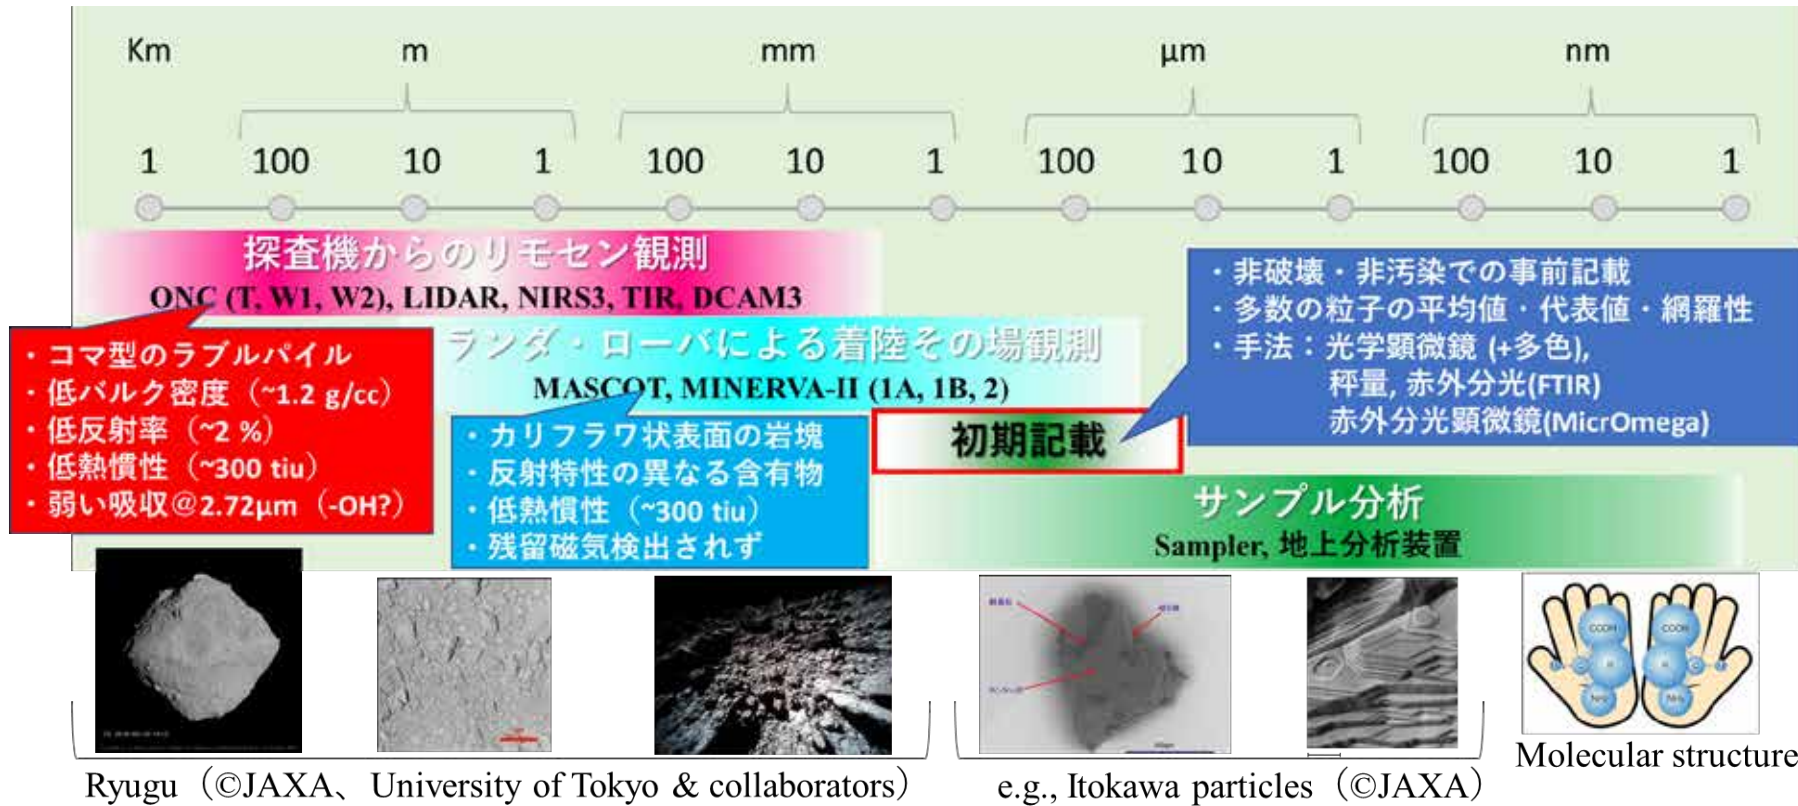 Km m mm μm nm
1 100 10 1 100 10 1 100 10 1 100 10 1
探査機からのリモセン観測
ONC (T, W1, W2), LIDAR, NIRS3, TIR, DCAM3
・コマ型のラブルパイル
・低バルク密度（~1.2 g/cc）
・低反射率（~2 %）
・低熱慣性（~300 tiu）
・弱い吸収@2.72μm（-OH?）
ランダ・ローバによる着陸その場観測
MASCOT, MINERVA-II (1A, 1B, 2)
・カリフラワ状表面の岩塊
・反射特性の異なる含有物
・低熱慣性（~300 tiu）
・残留磁気検出されず
・非破壊・非汚染での事前記載
・多数の粒子の平均値・代表値・網羅性
・手法：光学顕微鏡 (+多色),
秤量, 赤外分光(FTIR)
赤外分光顕微鏡(MicrOmega)
初期記載
サンプル分析
Sampler, 地上分析装置
COOH COOH
NH₂ NH₂
Ryugu（©JAXA、University of Tokyo & collaborators）
e.g., Itokawa particles（©JAXA）
Molecular structure